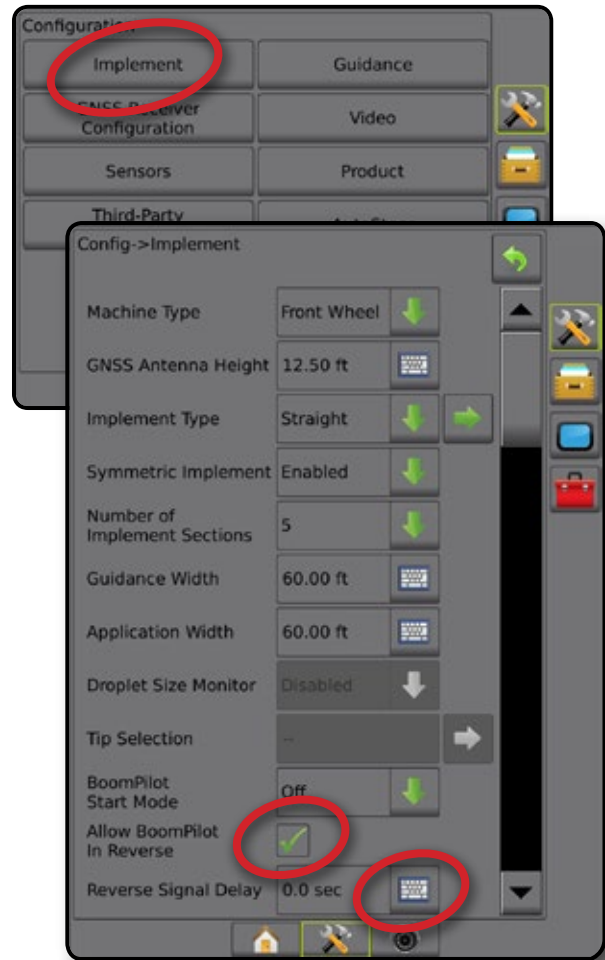 Configuration
Implement
Guidance
GNSS Receiver
Configuration
Video
Sensors
Product
Third-Party
Config->Implement
Machine Type
Front Wheel
GNSS Antenna Height
12.50 ft
Implement Type
Straight
Symmetric Implement
Enabled
Number of
Implement Sections
5
Guidance Width
60.00 ft
Application Width
60.00 ft
Droplet Size Monitor
Disabled
Tip Selection
--
BoomPilot
Start Mode
Off
Allow BoomPilot
In Reverse
Reverse Signal Delay
0.0 sec